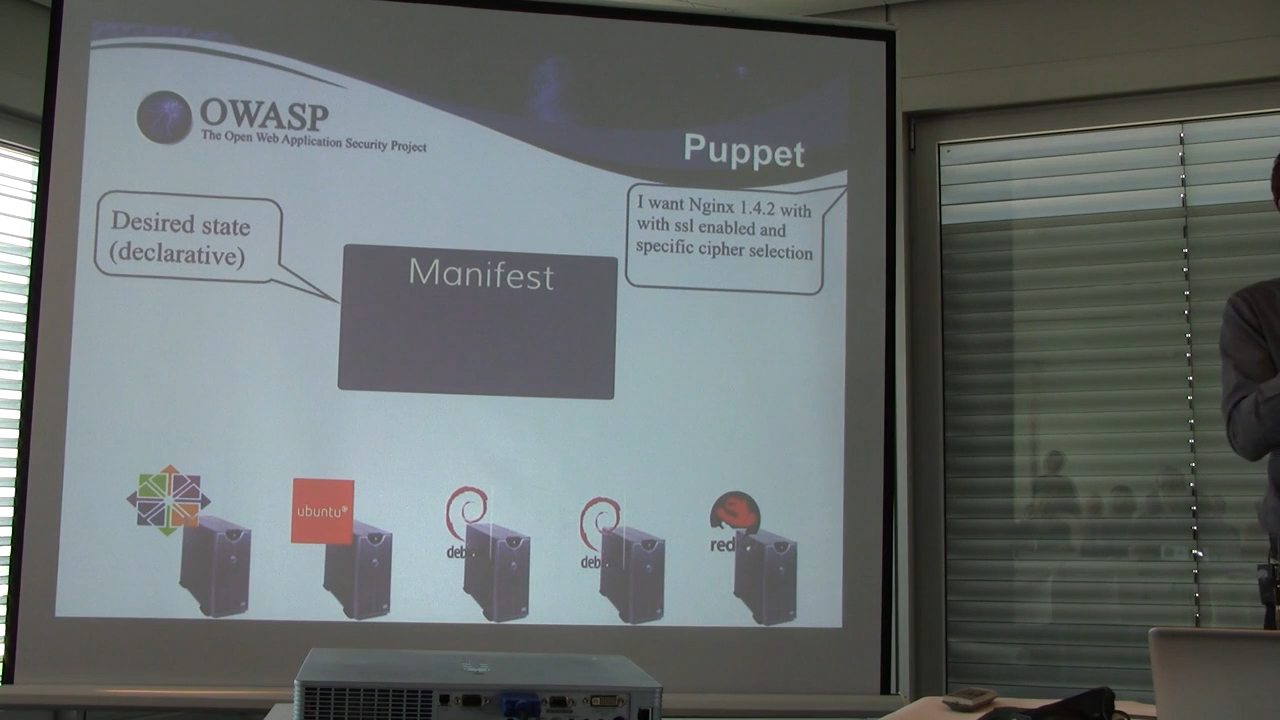 OWASP
The Open Web Application Security Project
Puppet
Desired state
(declarative)
I want Nginx 1.4.2 with
with ssl enabled and
specific cipher selection
Manifest
ubuntu®
deb
deb
red